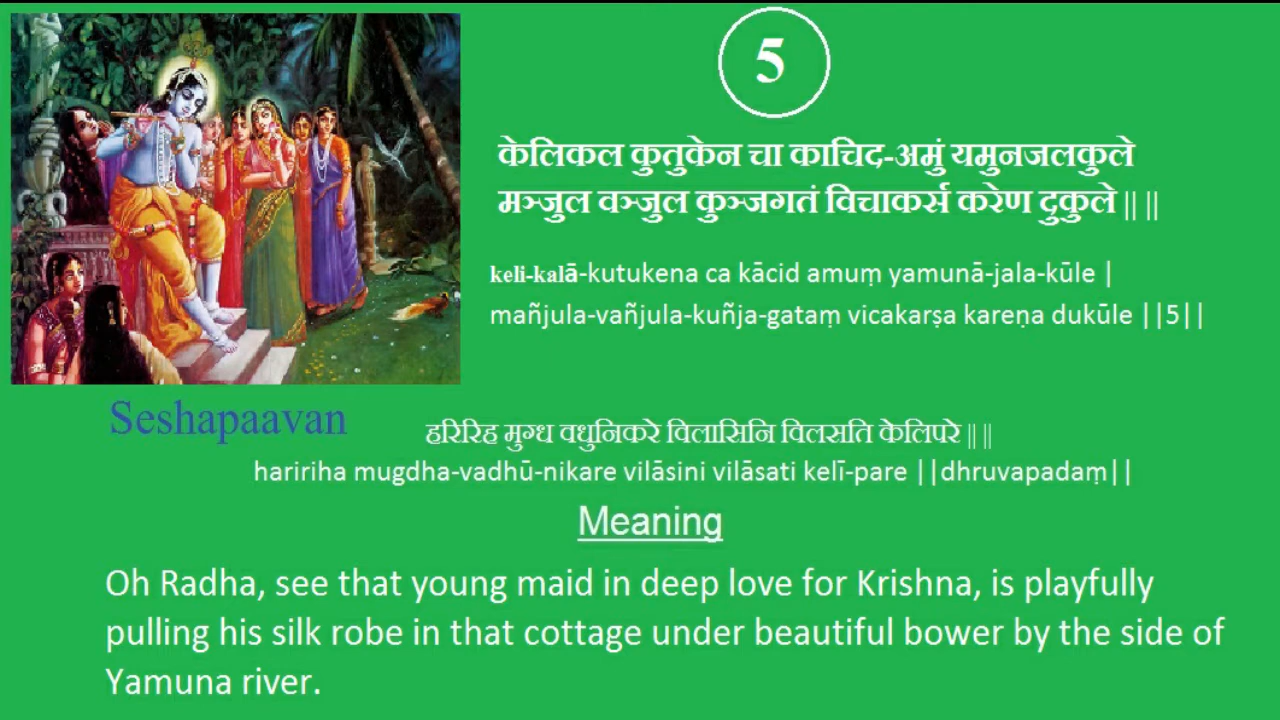 5
केलिकल कुतुकेन चा काचिद-अमुं यमुनजलकुले
मञ्जुल वञ्जुल कुञ्जगतं विचाकर्स करेण दुकुले || ||
keli-kalā-kutukena ca kācid amuṃ yamunā-jala-kūle |
mañjula-vañjula-kuñja-gataṃ vicakarṣa kareṇa dukūle ||5||
Seshapaavan
हरिरिह मुग्ध वधुनिकरे विलासिनि विलसति केलिपरे || ||
haririha mugdha-vadhū-nikare vilāsini vilāsati kelī-pare ||dhruvapadaṃ||
Meaning
Oh Radha, see that young maid in deep love for Krishna, is playfully
pulling his silk robe in that cottage under beautiful bower by the side of
Yamuna river.